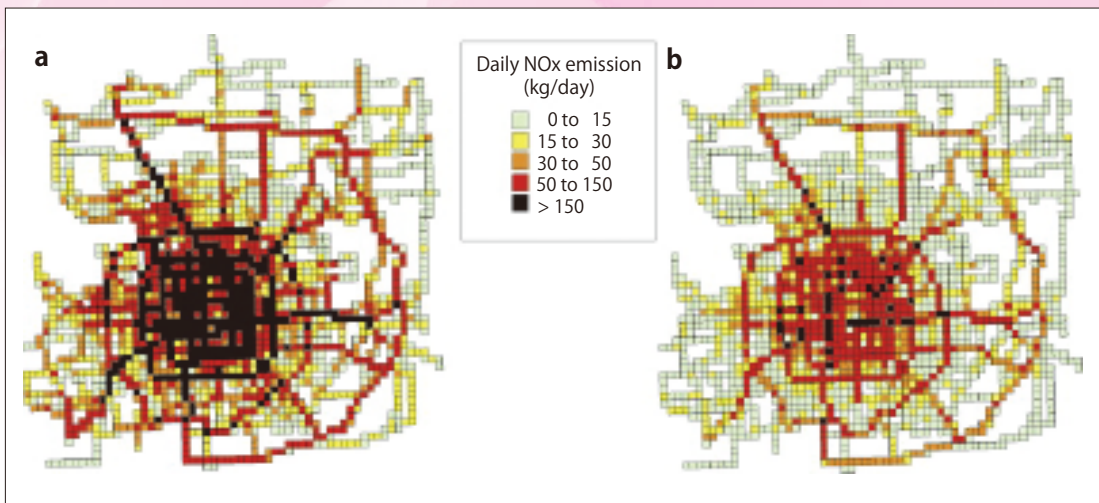 a
Daily NOx emission
(kg/day)
0 to 15
15 to 30
30 to 50
50 to 150
> 150
b